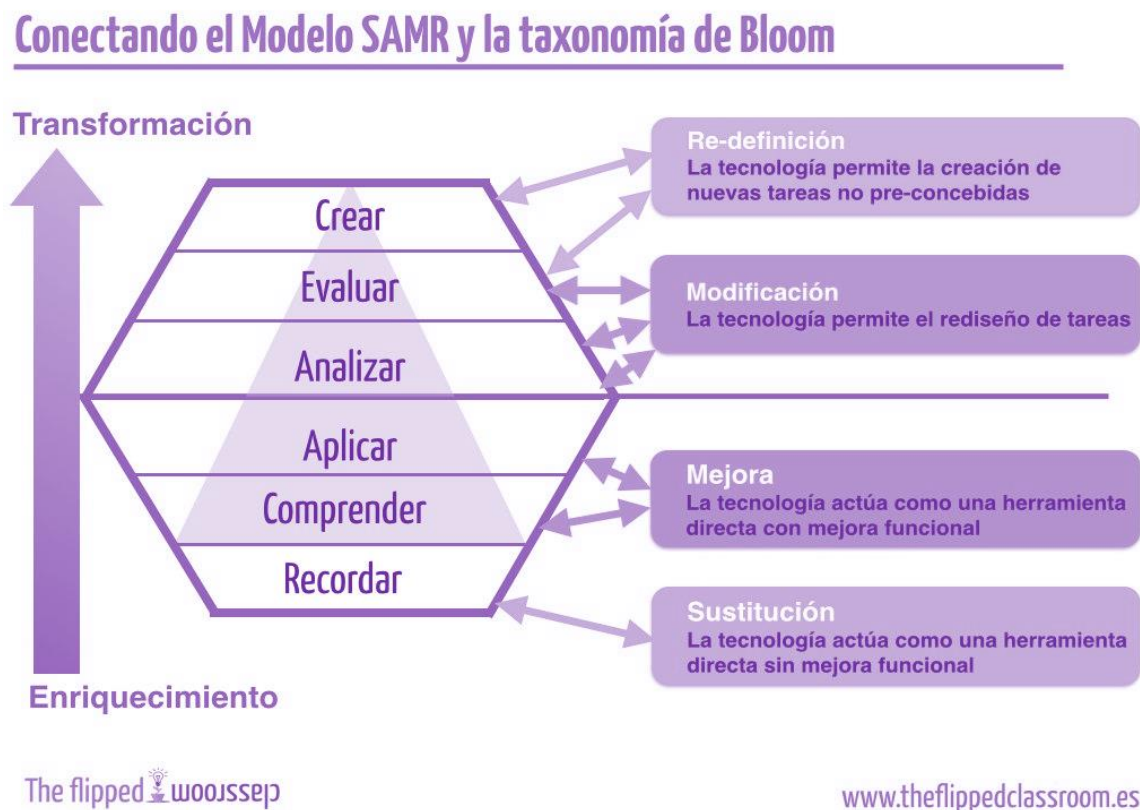 Conectando el Modelo SAMR y la taxonomía de Bloom
Transformación
Crear
Evaluar
Analizar
Aplicar
Comprender
Recordar
Enriquecimiento
Re-definición
La tecnología permite la creación de
nuevas tareas no pre-concebidas
Modificación
La tecnología permite el rediseño de tareas
Mejora
La tecnología actúa como una herramienta
directa con mejora funcional
Sustitución
La tecnología actúa como una herramienta
directa sin mejora funcional
The flipped classroom
www.theflippedclassroom.es